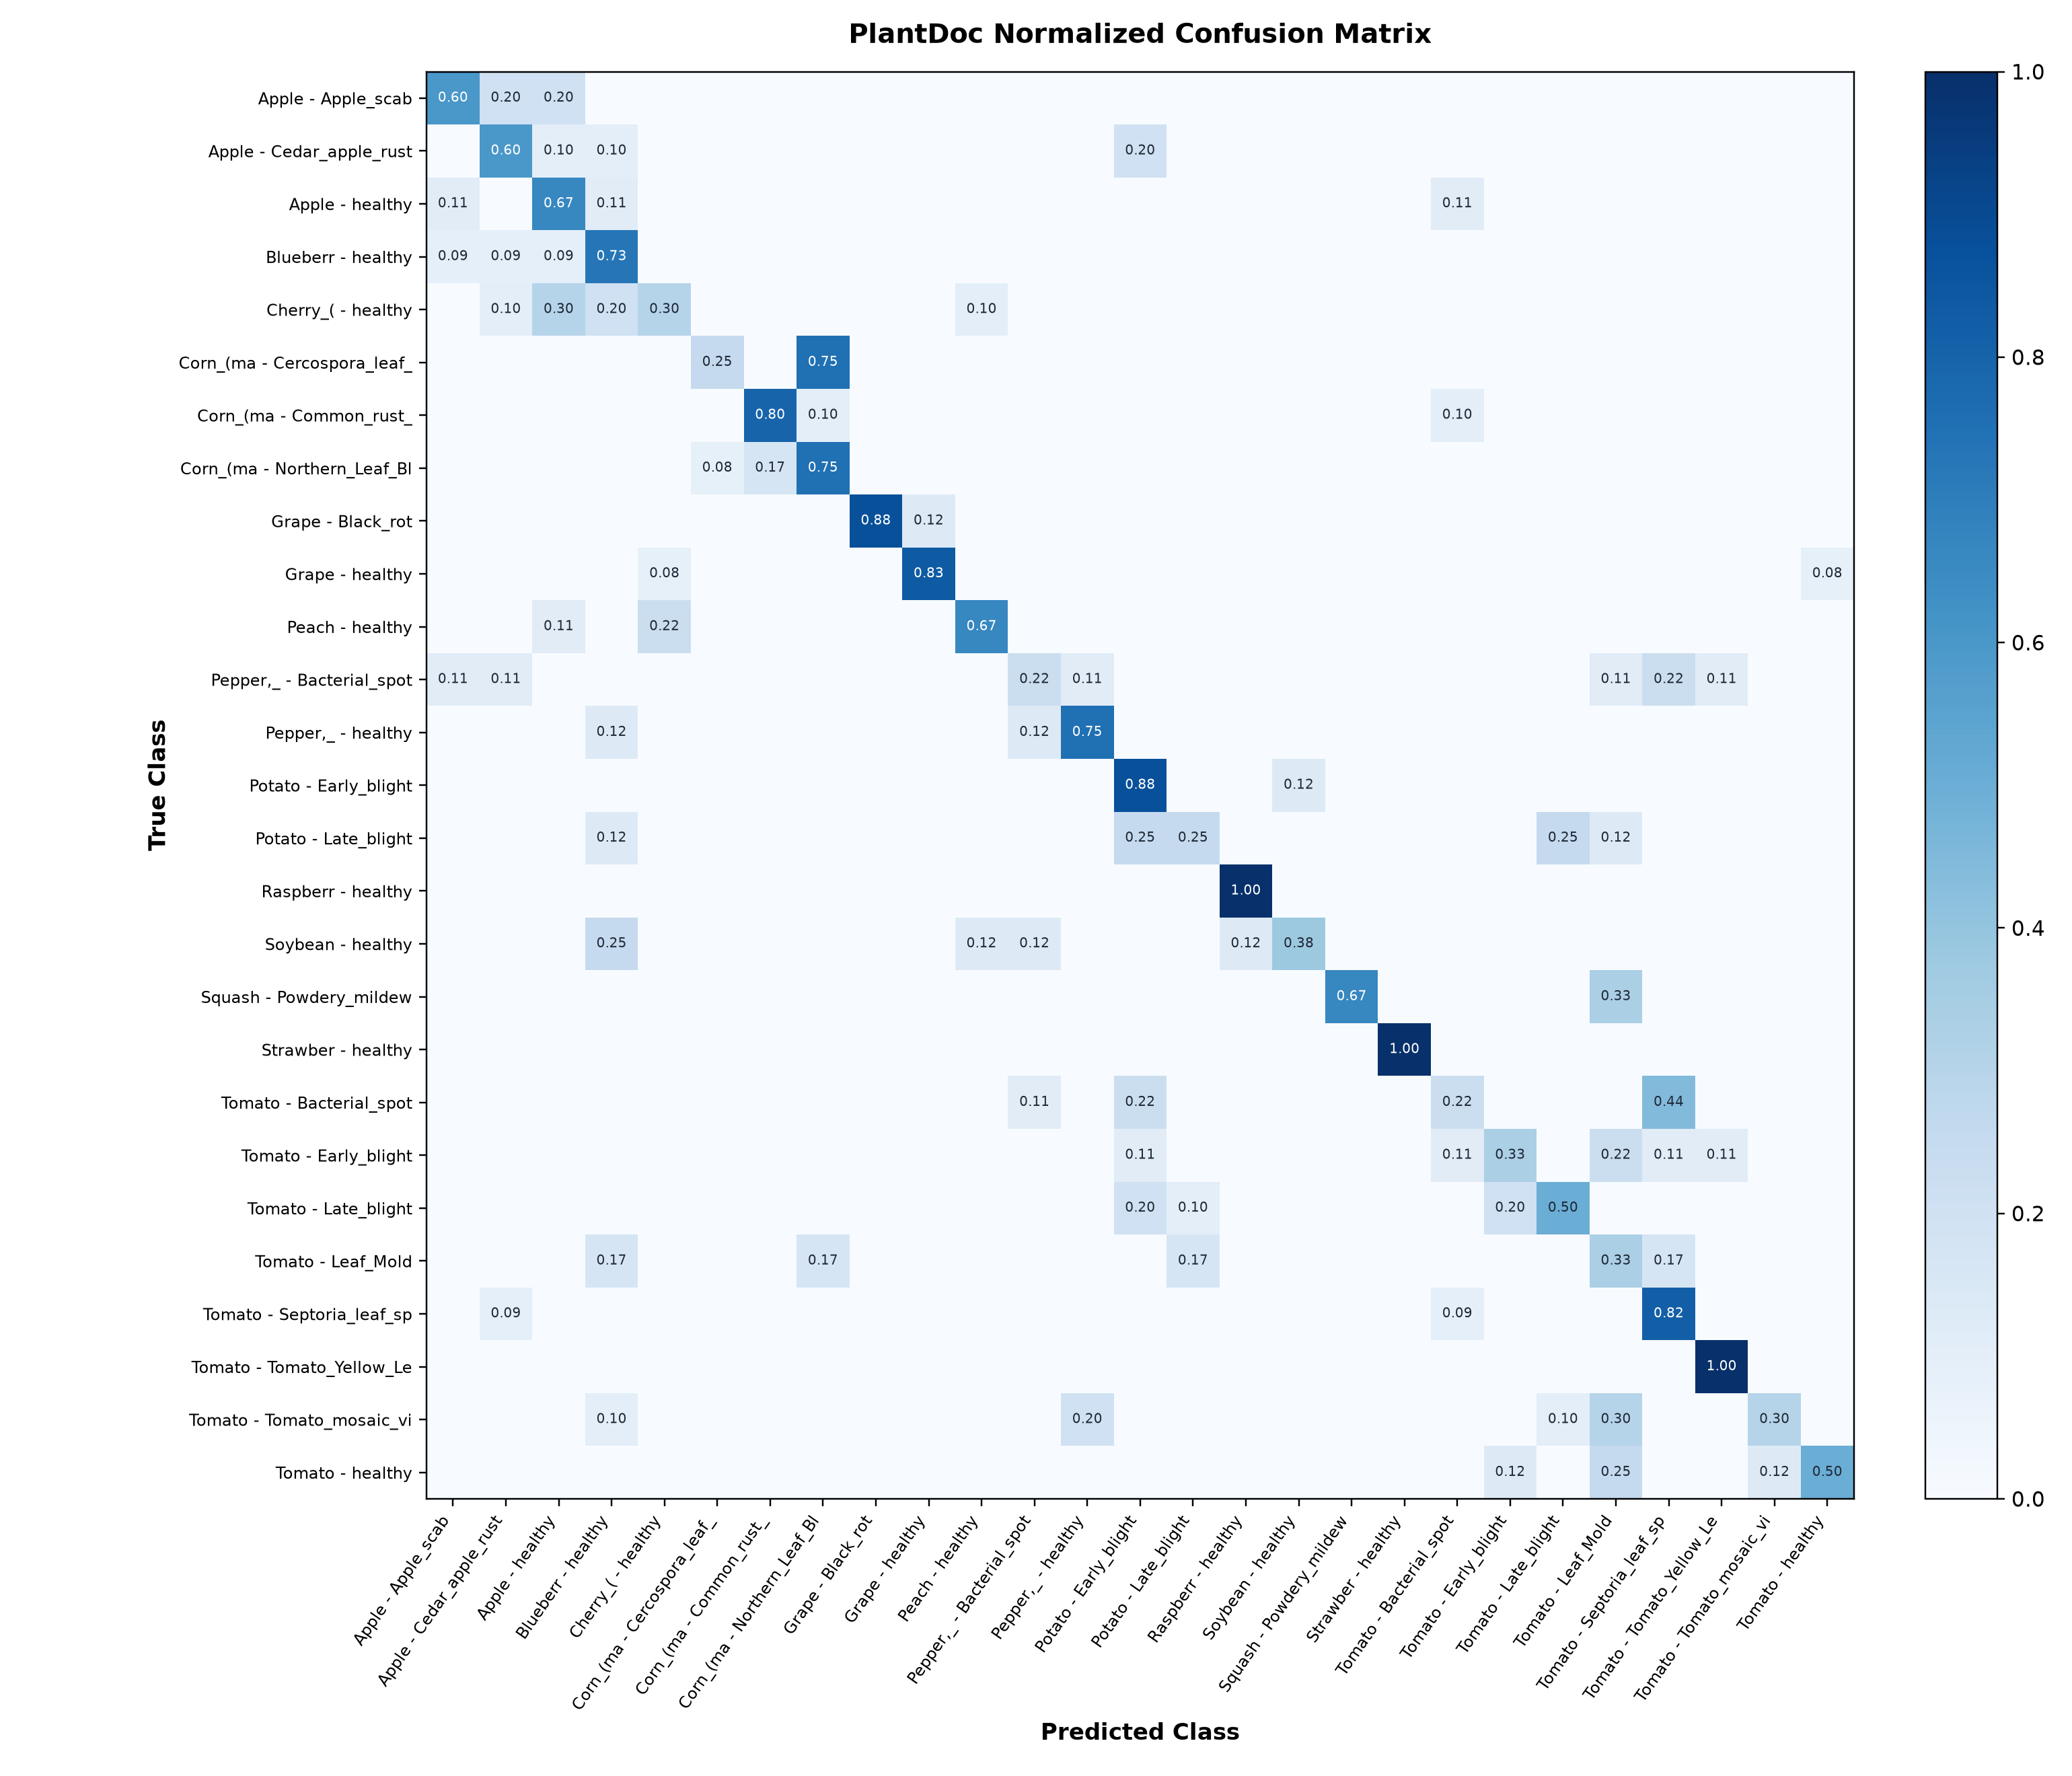 PlantDoc Normalized Confusion Matrix
Apple - Apple_scab 0.60 0.20 0.20
Apple - Cedar_apple_rust 0.60 0.10 0.10 0.20
Apple - healthy 0.11 0.67 0.11 0.11
Blueberr - healthy 0.09 0.09 0.09 0.73
Cherry_( - healthy 0.10 0.30 0.20 0.30 0.10
Corn_(ma - Cercospora_leaf_ 0.25 0.75
Corn_(ma - Common_rust_ 0.80 0.10 0.10
Corn_(ma - Northern_Leaf_Bl 0.08 0.17 0.75
Grape - Black_rot 0.88 0.12
Grape - healthy 0.08 0.83 0.08
Peach - healthy 0.11 0.22 0.67
Pepper,_ - Bacterial_spot 0.11 0.11 0.22 0.11 0.11 0.22 0.11
Pepper,_ - healthy 0.12 0.12 0.75
Potato - Early_blight 0.88 0.12
Potato - Late_blight 0.12 0.25 0.25 0.25 0.12
Raspberr - healthy 1.00
Soybean - healthy 0.25 0.12 0.12 0.12 0.38
Squash - Powdery_mildew 0.67 0.33
Strawber - healthy 1.00
Tomato - Bacterial_spot 0.11 0.22 0.22 0.44
Tomato - Early_blight 0.11 0.11 0.33 0.22 0.11 0.11
Tomato - Late_blight 0.20 0.10 0.20 0.50
Tomato - Leaf_Mold 0.17 0.17 0.17 0.33 0.17
Tomato - Septoria_leaf_sp 0.09 0.09 0.82
Tomato - Tomato_Yellow_Le 1.00
Tomato - Tomato_mosaic_vi 0.10 0.20 0.10 0.30 0.30
Tomato - healthy 0.12 0.25 0.12 0.50
True Class
Apple - Apple_scab
Apple - Cedar_apple_rust
Apple - healthy
Blueberr - healthy
Cherry_( - healthy
Corn_(ma - Cercospora_leaf_
Corn_(ma - Common_rust_
Corn_(ma - Northern_Leaf_Bl
Grape - Black_rot
Grape - healthy
Peach - healthy
Pepper,_ - Bacterial_spot
Pepper,_ - healthy
Potato - Early_blight
Potato - Late_blight
Raspberr - healthy
Soybean - healthy
Squash - Powdery_mildew
Strawber - healthy
Tomato - Bacterial_spot
Tomato - Early_blight
Tomato - Late_blight
Tomato - Leaf_Mold
Tomato - Septoria_leaf_sp
Tomato - Tomato_Yellow_Le
Tomato - Tomato_mosaic_vi
Tomato - healthy
Predicted Class
1.0
0.8
0.6
0.4
0.2
0.0